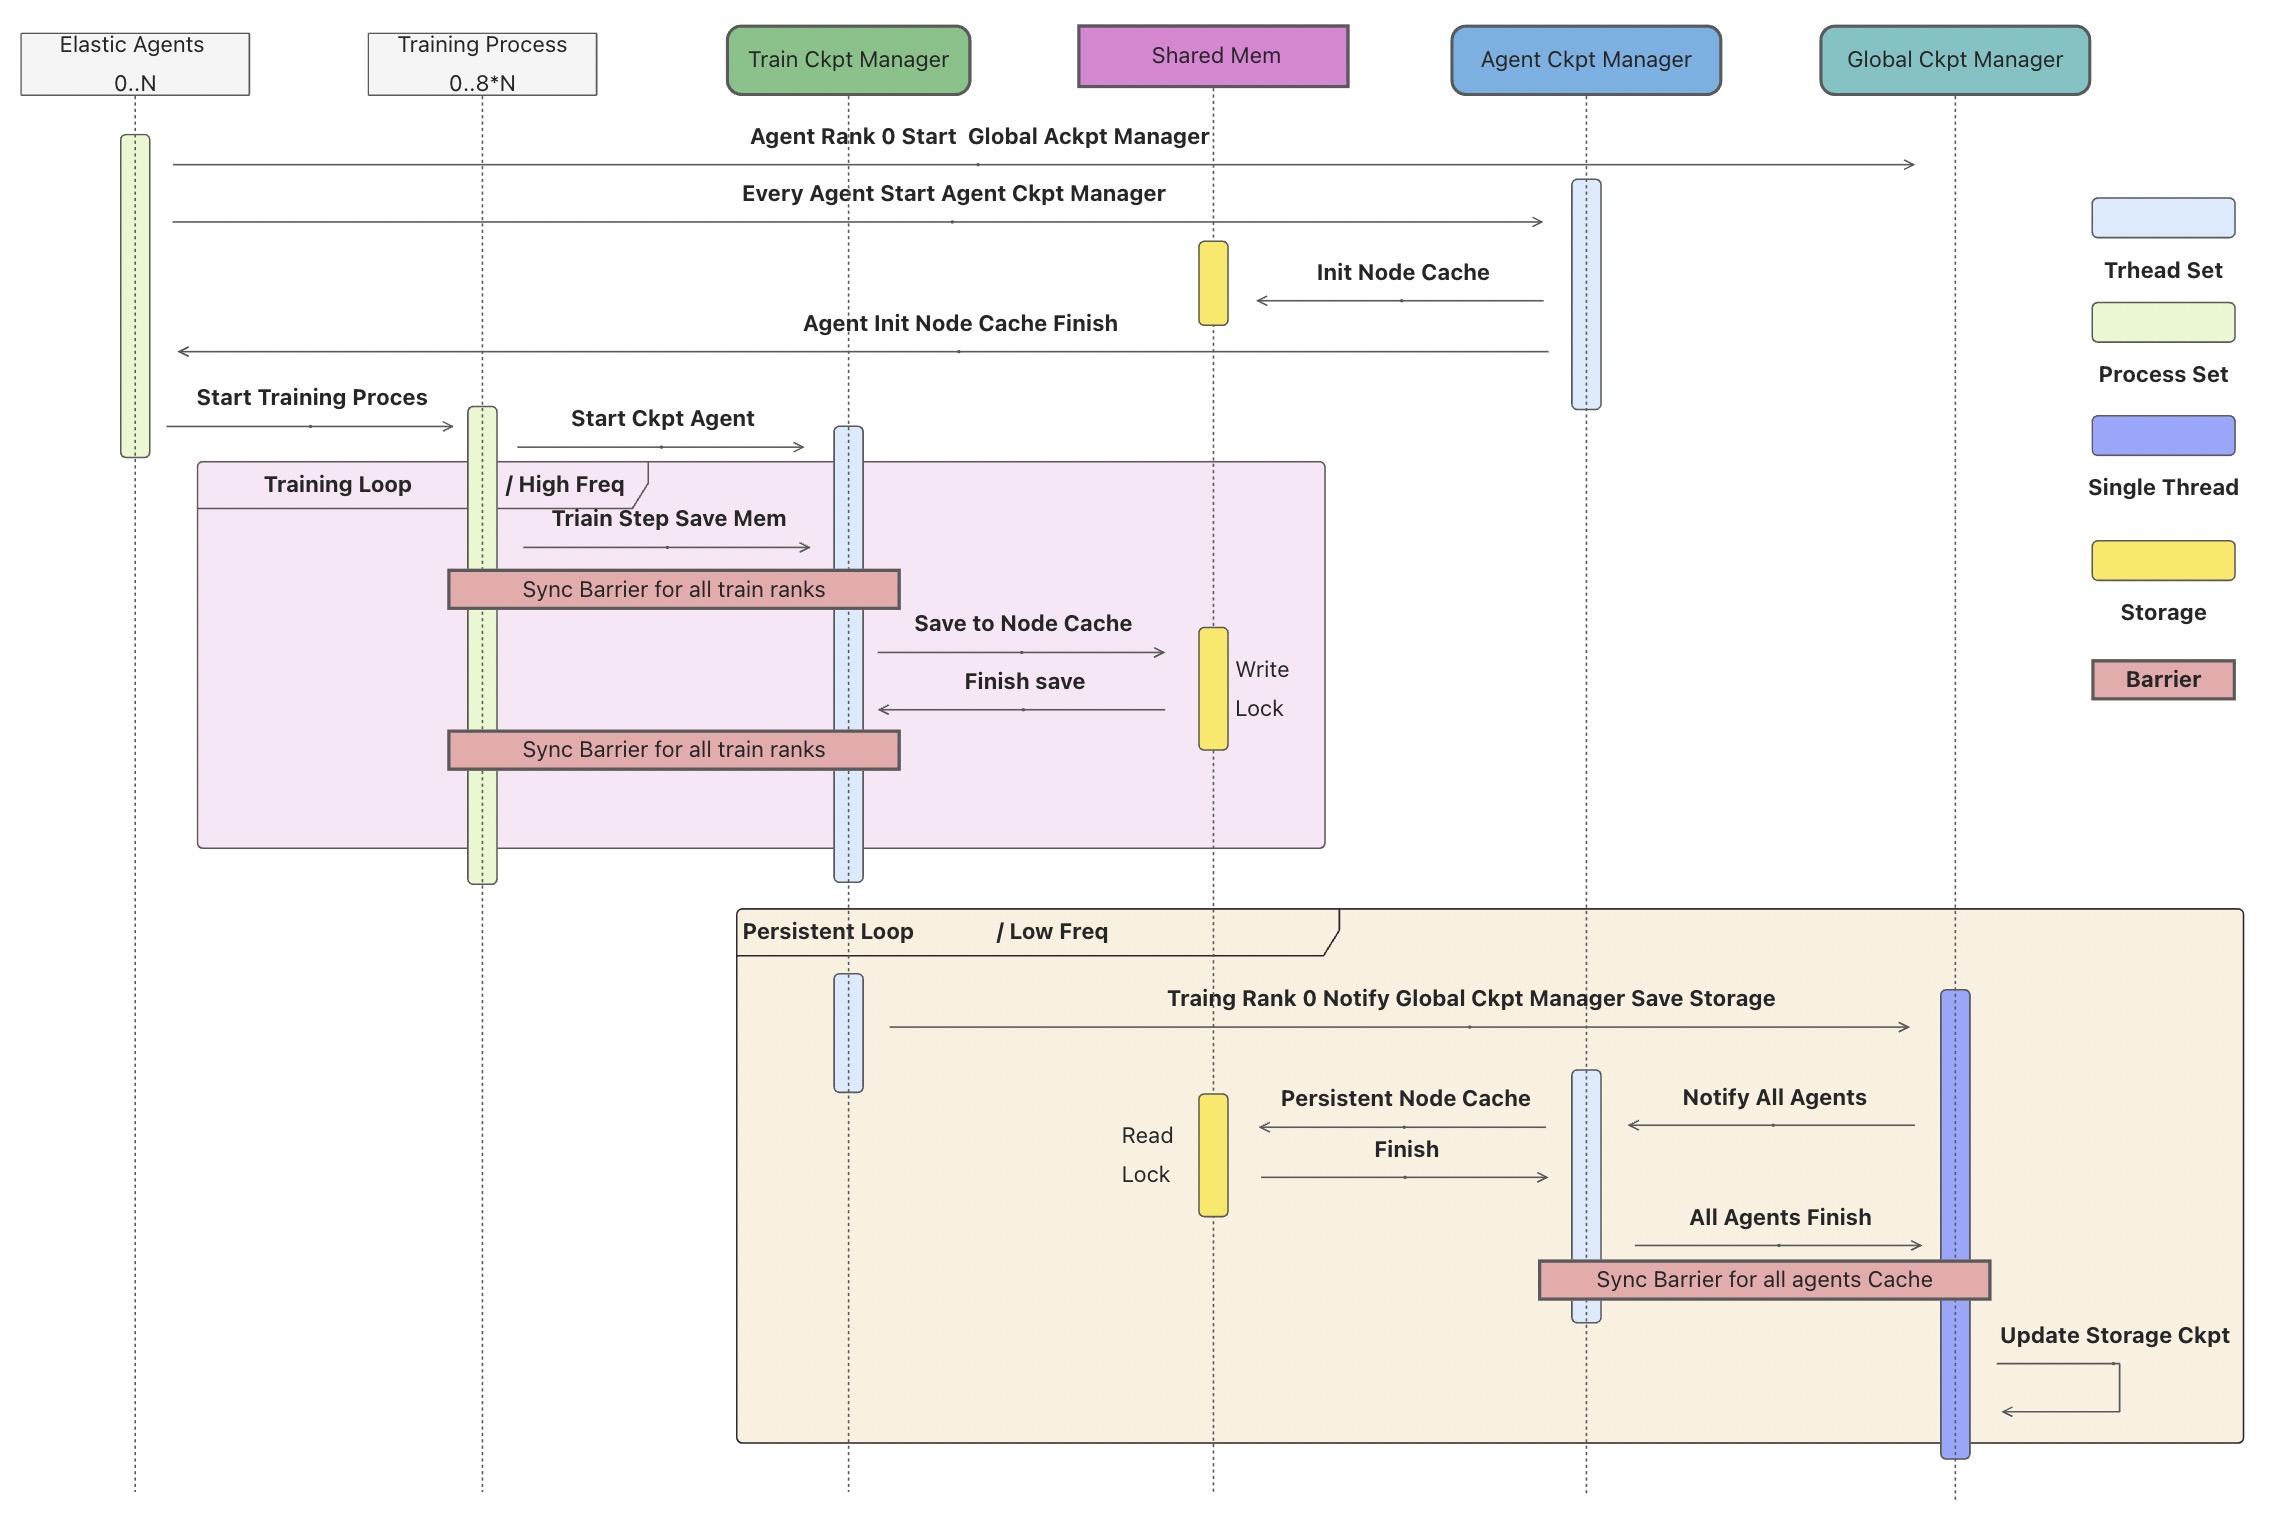 Elastic Agents
0..N
Training Process
0..8*N
Train Ckpt Manager
Shared Mem
Agent Ckpt Manager
Global Ckpt Manager
Agent Rank 0 Start  Global Ackpt Manager
Every Agent Start Agent Ckpt Manager
Init Node Cache
Agent Init Node Cache Finish
Start Training Proces
Start Ckpt Agent
Training Loop / High Freq
Triain Step Save Mem
Sync Barrier for all train ranks
Save to Node Cache
Finish save
Write
Lock
Sync Barrier for all train ranks
Trhead Set
Process Set
Single Thread
Storage
Barrier
Persistent Loop / Low Freq
Traing Rank 0 Notify Global Ckpt Manager Save Storage
Persistent Node Cache
Notify All Agents
Read
Lock
Finish
All Agents Finish
Sync Barrier for all agents Cache
Update Storage Ckpt